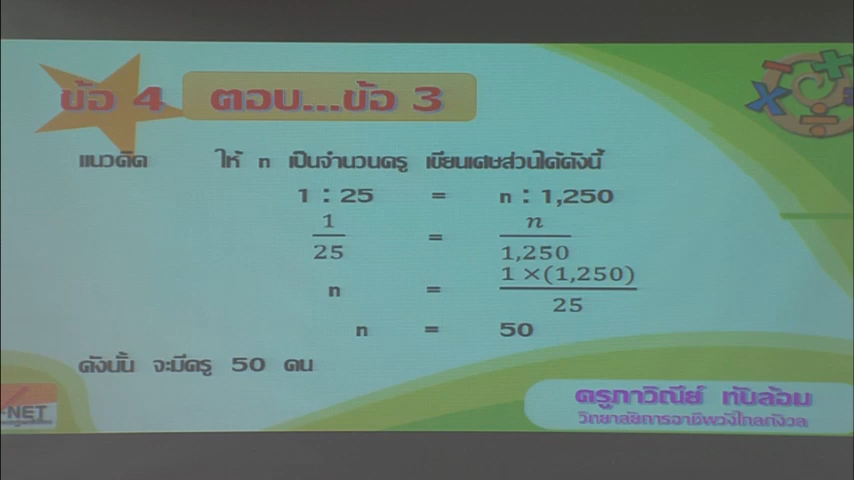 ข้อ 4 ตอบ...ข้อ 3
แนวคิด ให้ n เป็นจำนวนครู เขียนเศษส่วนได้ดังนี้
1 : 25 = n : 1,250
1/25 = n/1,250
n = 1 ×(1,250)/25
n = 50
ดังนั้น จะมีครู 50 คน
-NET
ครูภาวิณีย์ ทันล้อม
วิทยาลัยการอาชีพวังไกลกังวล